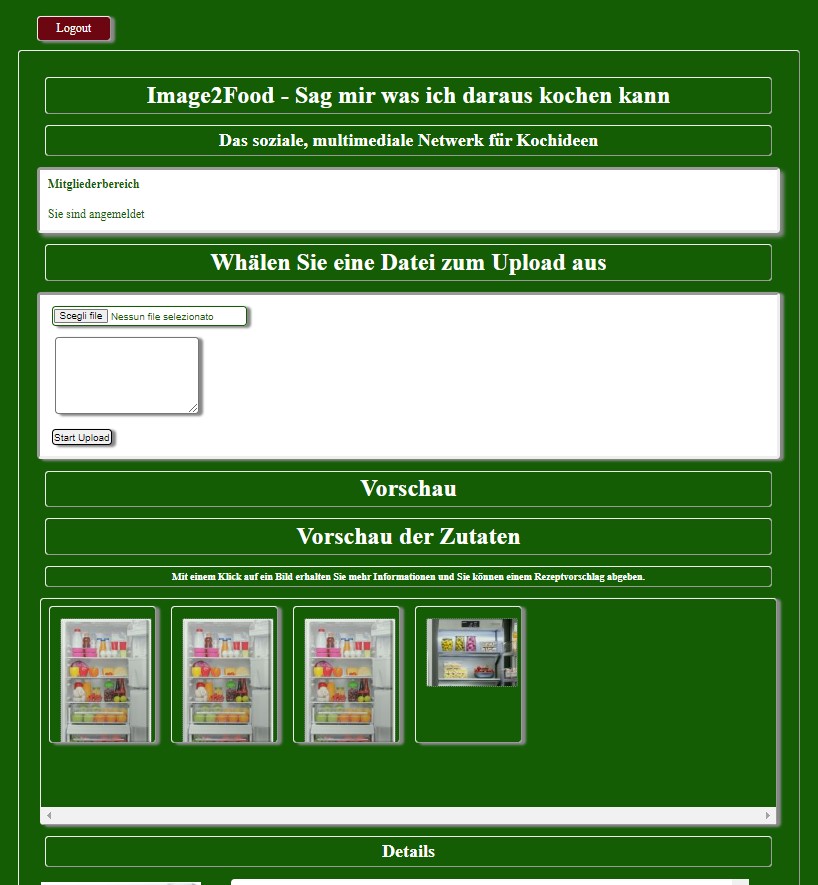 Logout
Image2Food - Sag mir was ich daraus kochen kann
Das soziale, multimediale Netwerk für Kochideen
Mitgliederbereich
Sie sind angemeldet
Whälen Sie eine Datei zum Upload aus
Scegli file Nessun file selezionato
Start Upload
Vorschau
Vorschau der Zutaten
Mit einem Klick auf ein Bild erhalten Sie mehr Informationen und Sie können einem Rezeptvorschlag abgeben.
Details